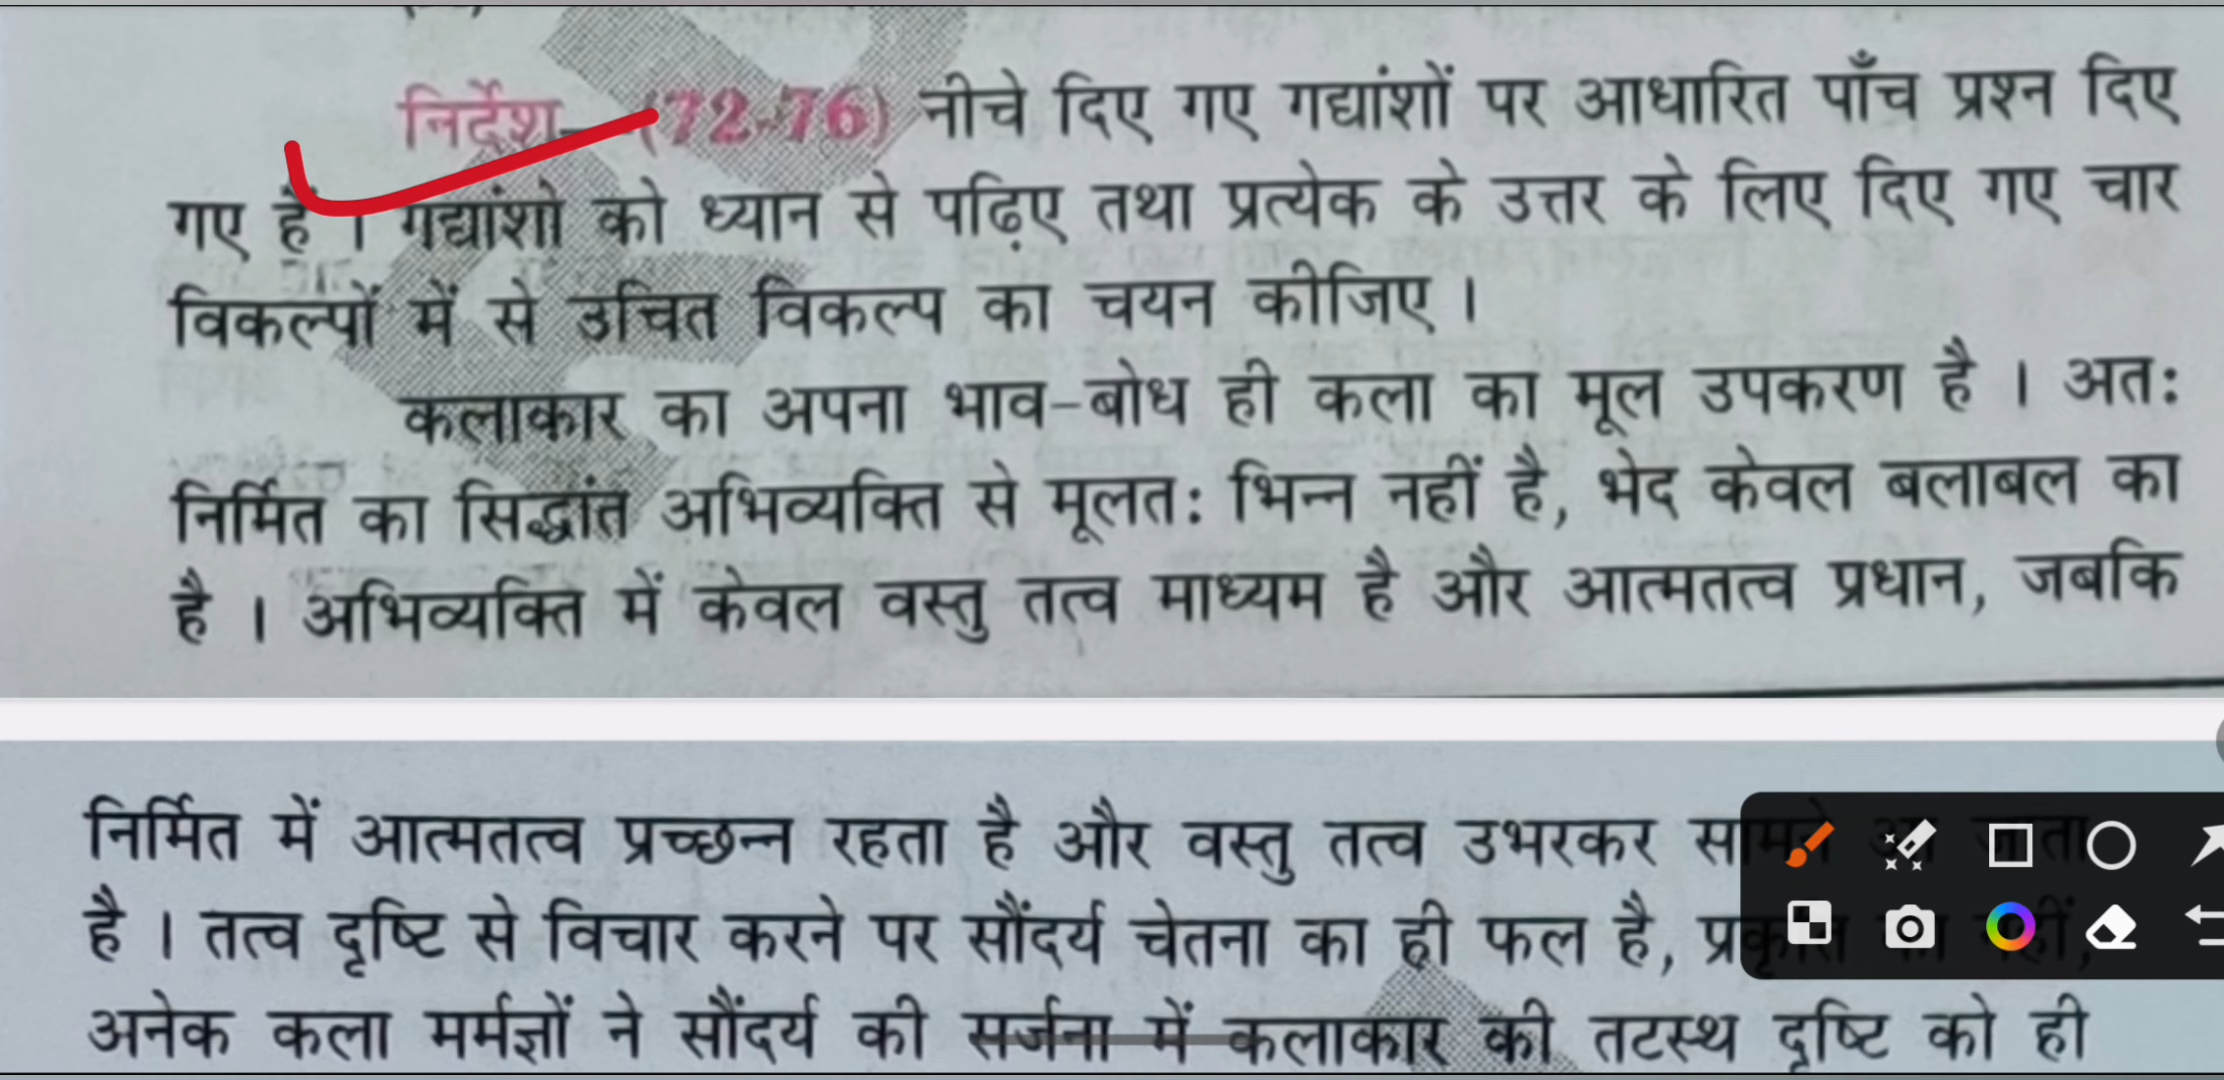 निर्देश—(72-76) नीचे दिए गए गद्यांशों पर आधारित पाँच प्रश्न दिए
गए हैं । गद्यांशों को ध्यान से पढ़िए तथा प्रत्येक के उत्तर के लिए दिए गए चार
विकल्पों में से उचित विकल्प का चयन कीजिए ।
कलाकार का अपना भाव-बोध ही कला का मूल उपकरण है । अतः
निर्मित का सिद्धांत अभिव्यक्ति से मूलतः भिन्न नहीं है, भेद केवल बलाबल का
है । अभिव्यक्ति में केवल वस्तु तत्व माध्यम है और आत्मतत्व प्रधान, जबकि
निर्मित में आत्मतत्व प्रच्छन्न रहता है और वस्तु तत्व उभरकर सामने आ जाता
है । तत्व दृष्टि से विचार करने पर सौंदर्य चेतना का ही फल है, प्रकृति का नहीं,
अनेक कला मर्मज्ञों ने सौंदर्य की सर्जना में कलाकार की तटस्थ दृष्टि को ही